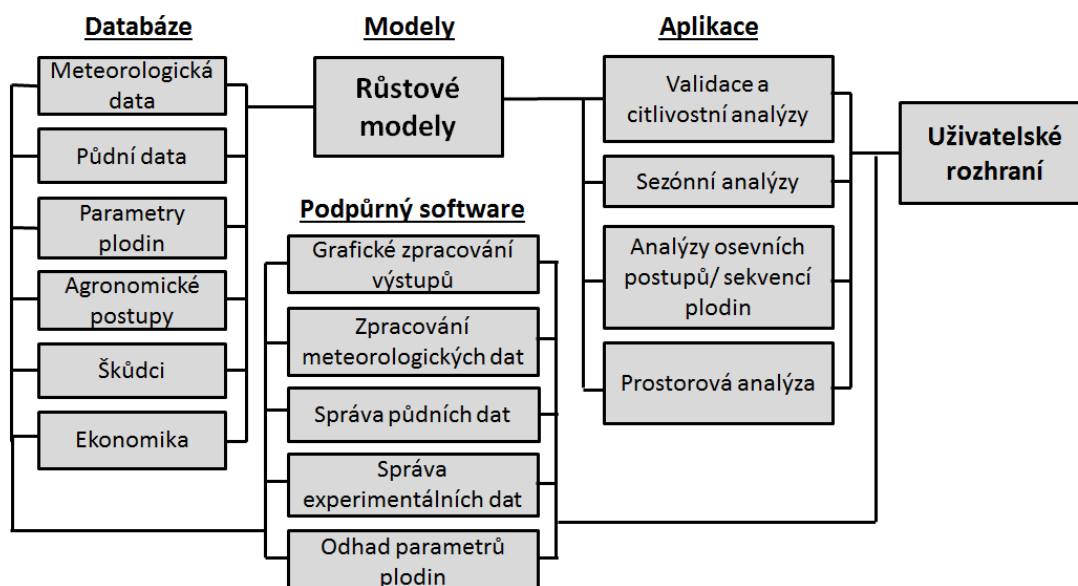 Databáze
Meteorologická
data
Půdní data
Parametry
plodin
Agronomické
postupy
Škůdci
Ekonomika
Modely
Růstové
modely
Podpůrný software
Grafické zpracování
výstupů
Zpracování
meteorologických dat
Správa půdních dat
Správa
experimentálních dat
Odhad parametrů
plodin
Aplikace
Validace a
citlivostní analýzy
Sezónní analýzy
Analýzy osevních
postupů/ sekvencí
plodin
Prostorová analýza
Uživatelské
rozhraní